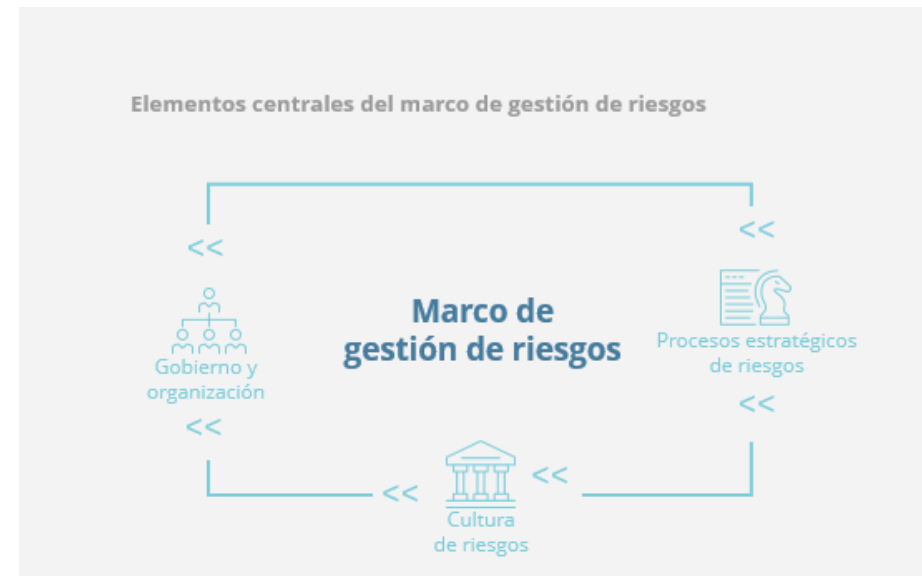 Elementos centrales del marco de gestión de riesgos
<<
<<
Marco de
gestión de riesgos
Procesos estratégicos
de riesgos
Gobierno y
organización
<<
<<
<<
<<
Cultura
de riesgos